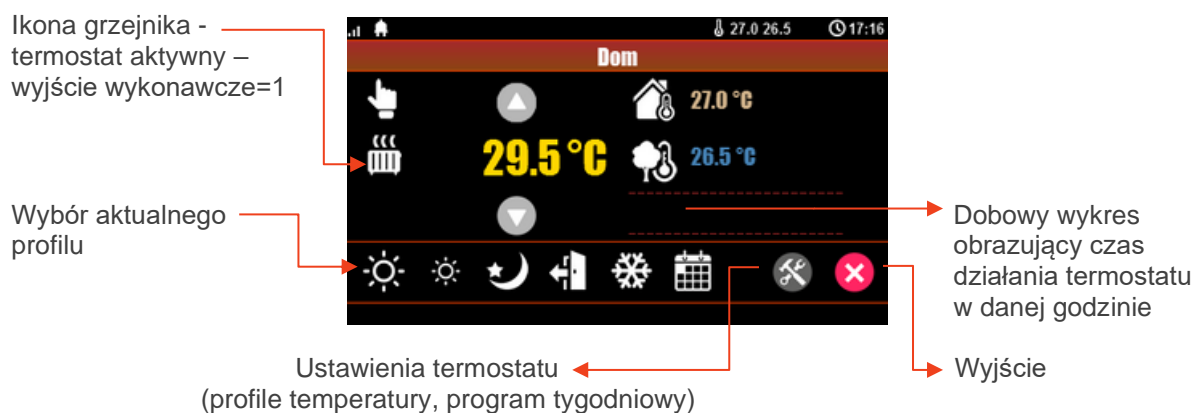 Ikona grzejnika -
termostat aktywny –
wyjście wykonawcze=1
27.0 26.5
17:16
Dom
27.0 °C
29.5 °C
26.5 °C
Wybór aktualnego
profilu
Dobowy wykres
obrazujący czas
działania termostatu
w danej godzinie
Ustawienia termostatu
(profile temperatury, program tygodniowy)
Wyjście